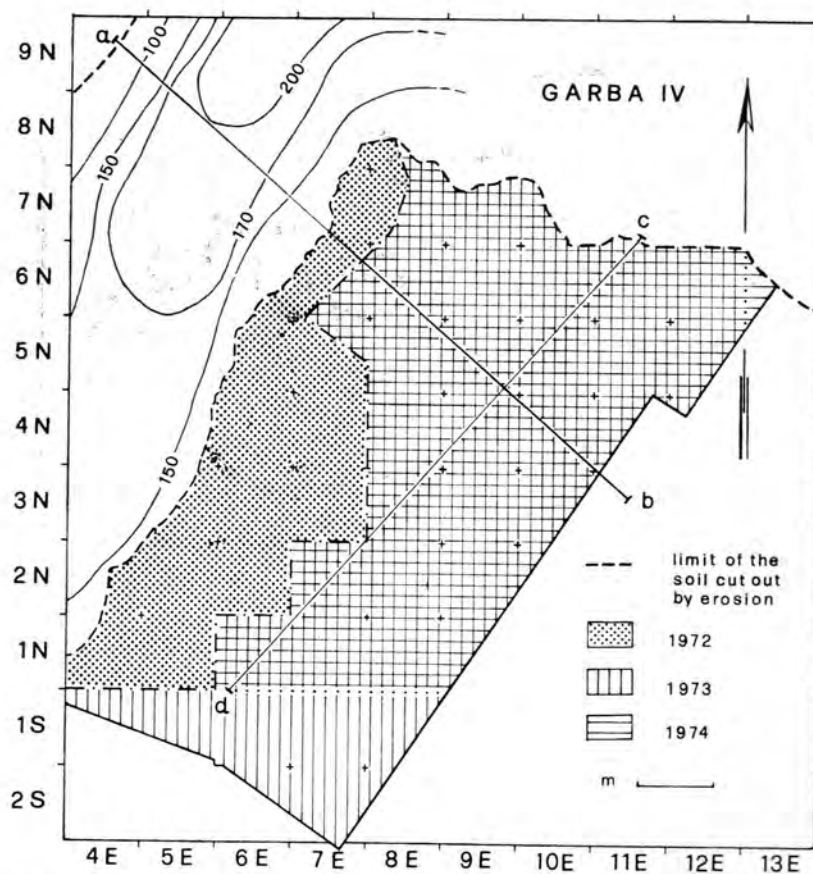 9 N
8 N
7 N
6 N
5 N
4 N
3 N
2 N
1 N
1 S
2 S
a
100
150
200
170
150
GARBA IV
c
b
d
limit of the
soil cut out
by erosion
1972
1973
1974
m
4 E 5 E 6 E 7 E 8 E 9 E 10 E 11 E 12 E 13 E